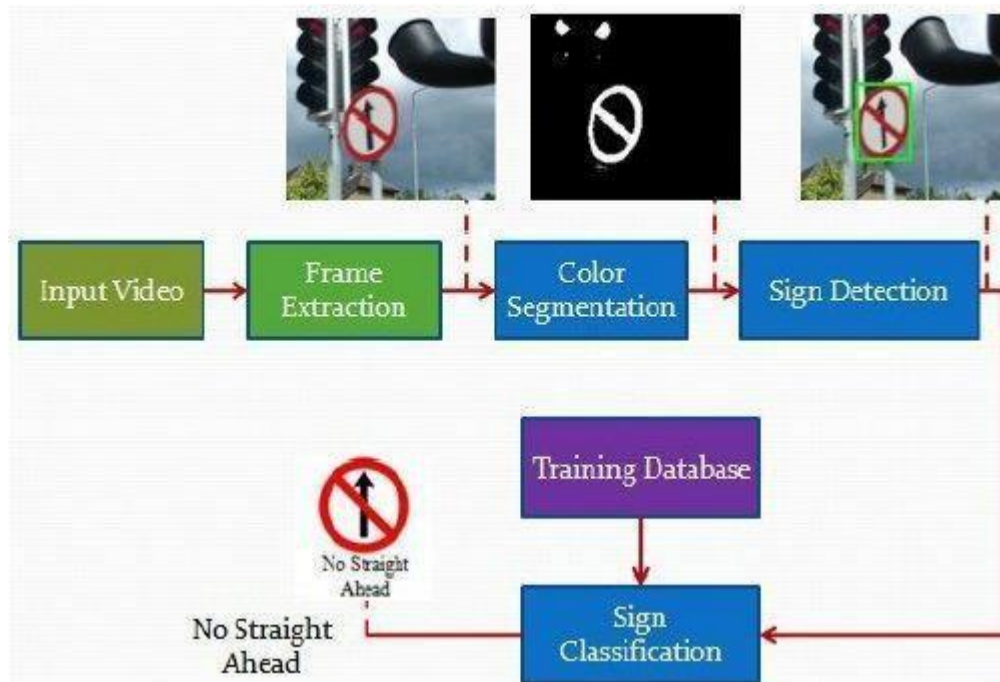 Input Video
Frame
Extraction
Color
Segmentation
Sign Detection
Training Database
No Straight
Ahead
No Straight
Ahead
Sign
Classification